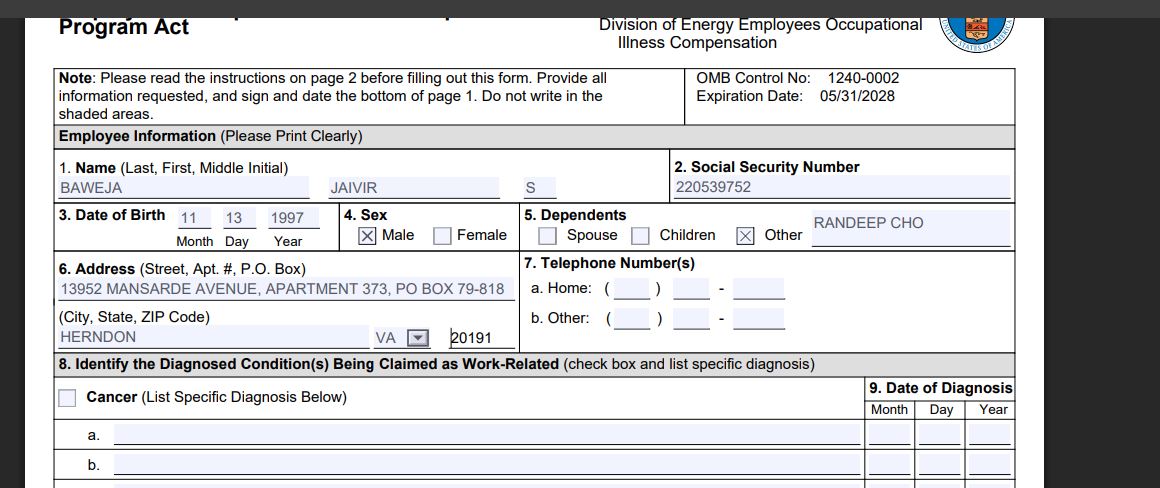 Program Act
Division of Energy Employees Occupational
Illness Compensation
UNITED STATES OF AMERICA
Note: Please read the instructions on page 2 before filling out this form. Provide all
information requested, and sign and date the bottom of page 1. Do not write in the
shaded areas.
OMB Control No: 1240-0002
Expiration Date: 05/31/2028
Employee Information (Please Print Clearly)
1. Name (Last, First, Middle Initial)
BAWEJA JAIVIR S
2. Social Security Number
220539752
3. Date of Birth 11 13 1997
Month Day Year
4. Sex
Male Female
5. Dependents
Spouse Children Other RANDEEP CHO
6. Address (Street, Apt. #, P.O. Box)
13952 MANSARDE AVENUE, APARTMENT 373, PO BOX 79-818
(City, State, ZIP Code)
HERNDON VA 20191
7. Telephone Number(s)
a. Home: ( ) -
b. Other: ( ) -
8. Identify the Diagnosed Condition(s) Being Claimed as Work-Related (check box and list specific diagnosis)
Cancer (List Specific Diagnosis Below)
9. Date of Diagnosis
Month Day Year
a.
b.